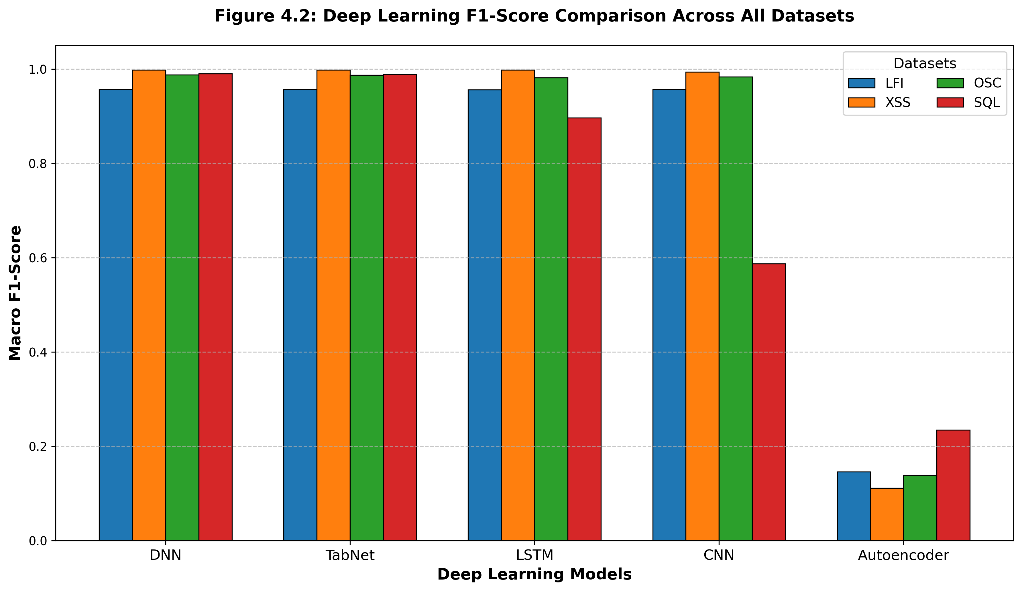 Figure 4.2: Deep Learning F1-Score Comparison Across All Datasets
Datasets
LFI
XSS
OSC
SQL
Macro F1-Score
1.0
0.8
0.6
0.4
0.2
0.0
DNN
TabNet
LSTM
CNN
Autoencoder
Deep Learning Models